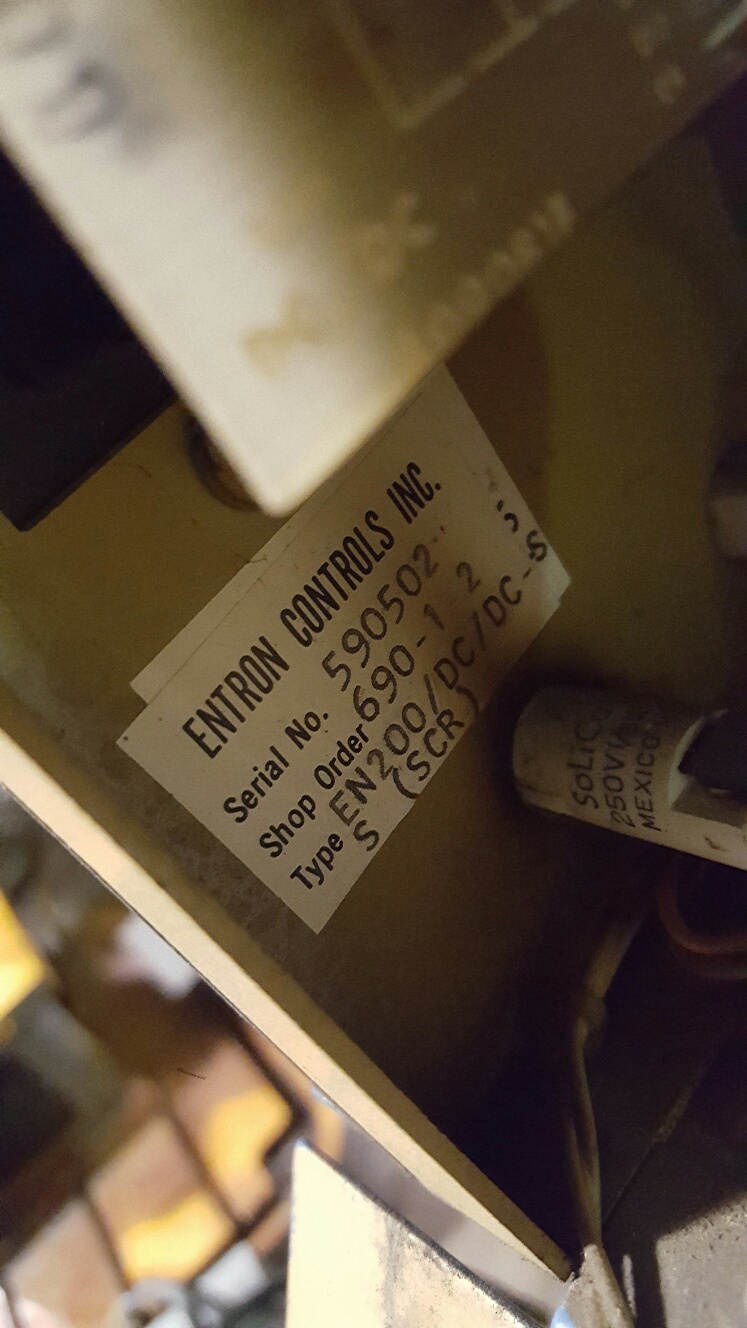 ENTRON CONTROLS INC.
Serial No. 590502
Shop Order 690-1 2
Type EN200/DC/DC-S
S (SCR)
250V
MEXICO